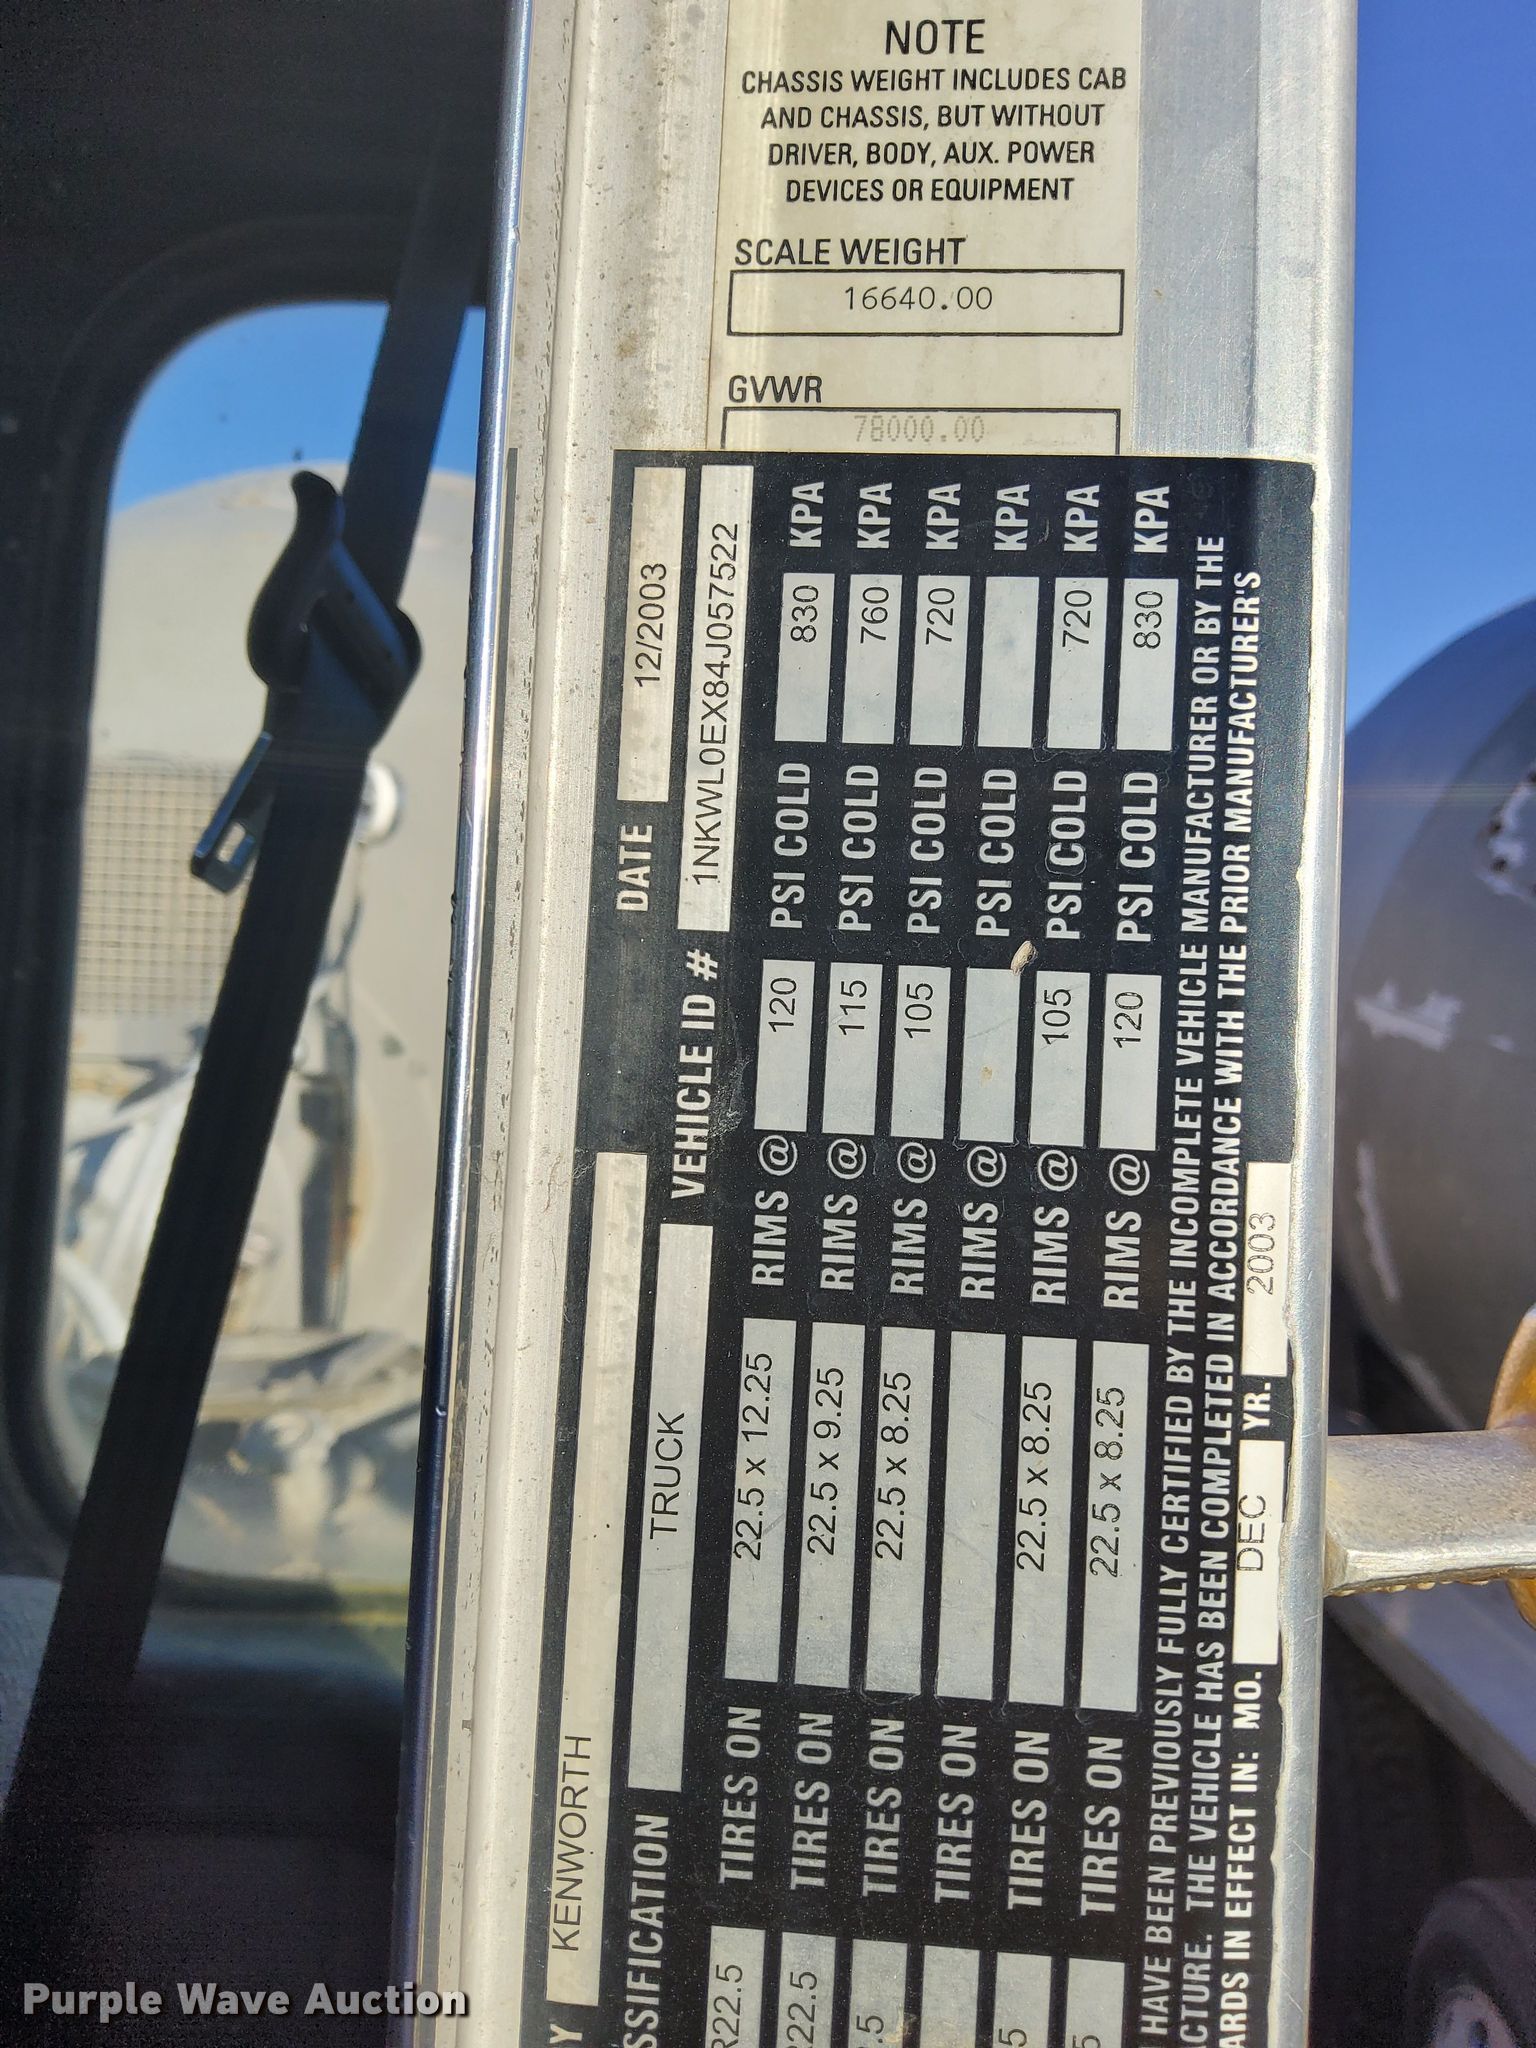 NOTE
CHASSIS WEIGHT INCLUDES CAB
AND CHASSIS, BUT WITHOUT
DRIVER, BODY, AUX. POWER
DEVICES OR EQUIPMENT
SCALE WEIGHT
16640.00
GVWR
78000.00
Y KENWORTH DATE 12/2003
SSIFICATION TRUCK VEHICLE ID # 1NKWL0EX84J057522
R22.5 TIRES ON 22.5 x 12.25 RIMS @ 120 PSI COLD 830 KPA
R22.5 TIRES ON 22.5 x 9.25 RIMS @ 115 PSI COLD 760 KPA
.5 TIRES ON 22.5 x 8.25 RIMS @ 105 PSI COLD 720 KPA
TIRES ON RIMS @ PSI COLD KPA
5 TIRES ON 22.5 x 8.25 RIMS @ 105 PSI COLD 720 KPA
5 TIRES ON 22.5 x 8.25 RIMS @ 120 PSI COLD 830 KPA
HAVE BEEN PREVIOUSLY FULLY CERTIFIED BY THE INCOMPLETE VEHICLE MANUFACTURER OR BY THE
ACTURE. THE VEHICLE HAS BEEN COMPLETED IN ACCORDANCE WITH THE PRIOR MANUFACTURER'S
ARDS IN EFFECT IN: MO. DEC YR. 2003
Purple Wave Auction